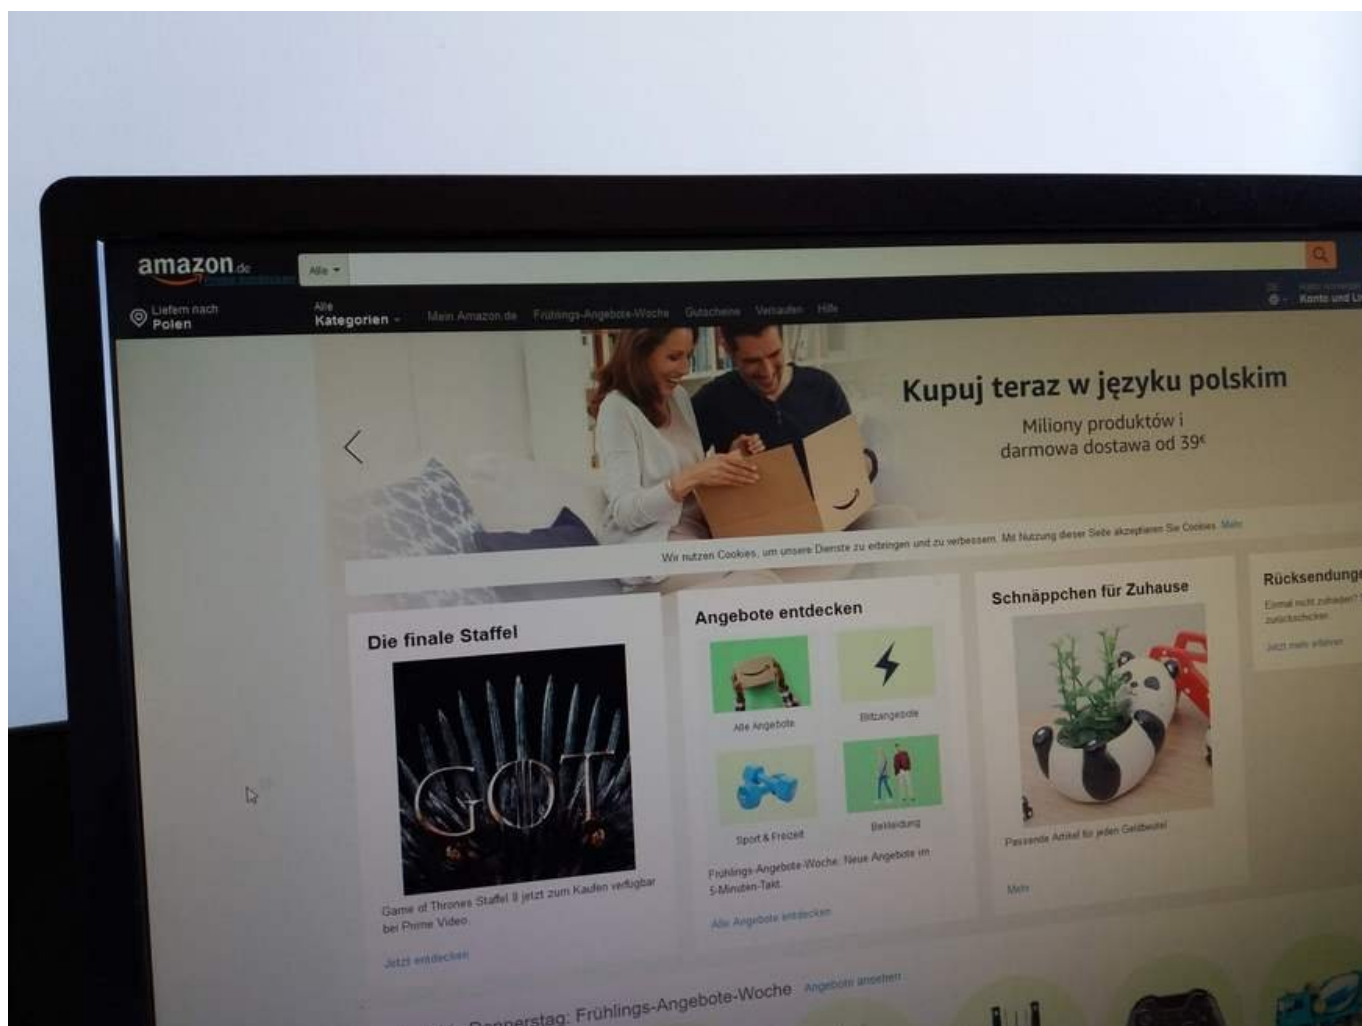 amazon.de
Alle
Liefern nach
Polen
Alle
Kategorien
Mein Amazon.de
Frühlings-Angebote-Woche
Gutscheine
Verkaufen
Hilfe
Konto und
Kupuj teraz w języku polskim
Miliony produktów i
darmowa dostawa od 39€
Wir nutzen Cookies, um unsere Dienste zu erbringen und zu verbessern. Mit Nutzung dieser Seite akzeptieren Sie Cookies. Mehr
Die finale Staffel
GOT
Game of Thrones Staffel 8 jetzt zum Kaufen verfügbar
bei Prime Video.
Jetzt entdecken
Angebote entdecken
Alle Angebote
Blitzangebote
Sport & Freizeit
Bekleidung
Frühlings-Angebote-Woche: Neue Angebote im
5-Minuten-Takt.
Alle Angebote entdecken
Schnäppchen für Zuhause
Passende Artikel für jeden Geldbeutel
Mehr
Rücksendunge
Einmal nicht zufrieden?
zurückschicken.
Jetzt mehr erfahren
Donnerstag: Frühlings-Angebote-Woche
Angebote ansehen